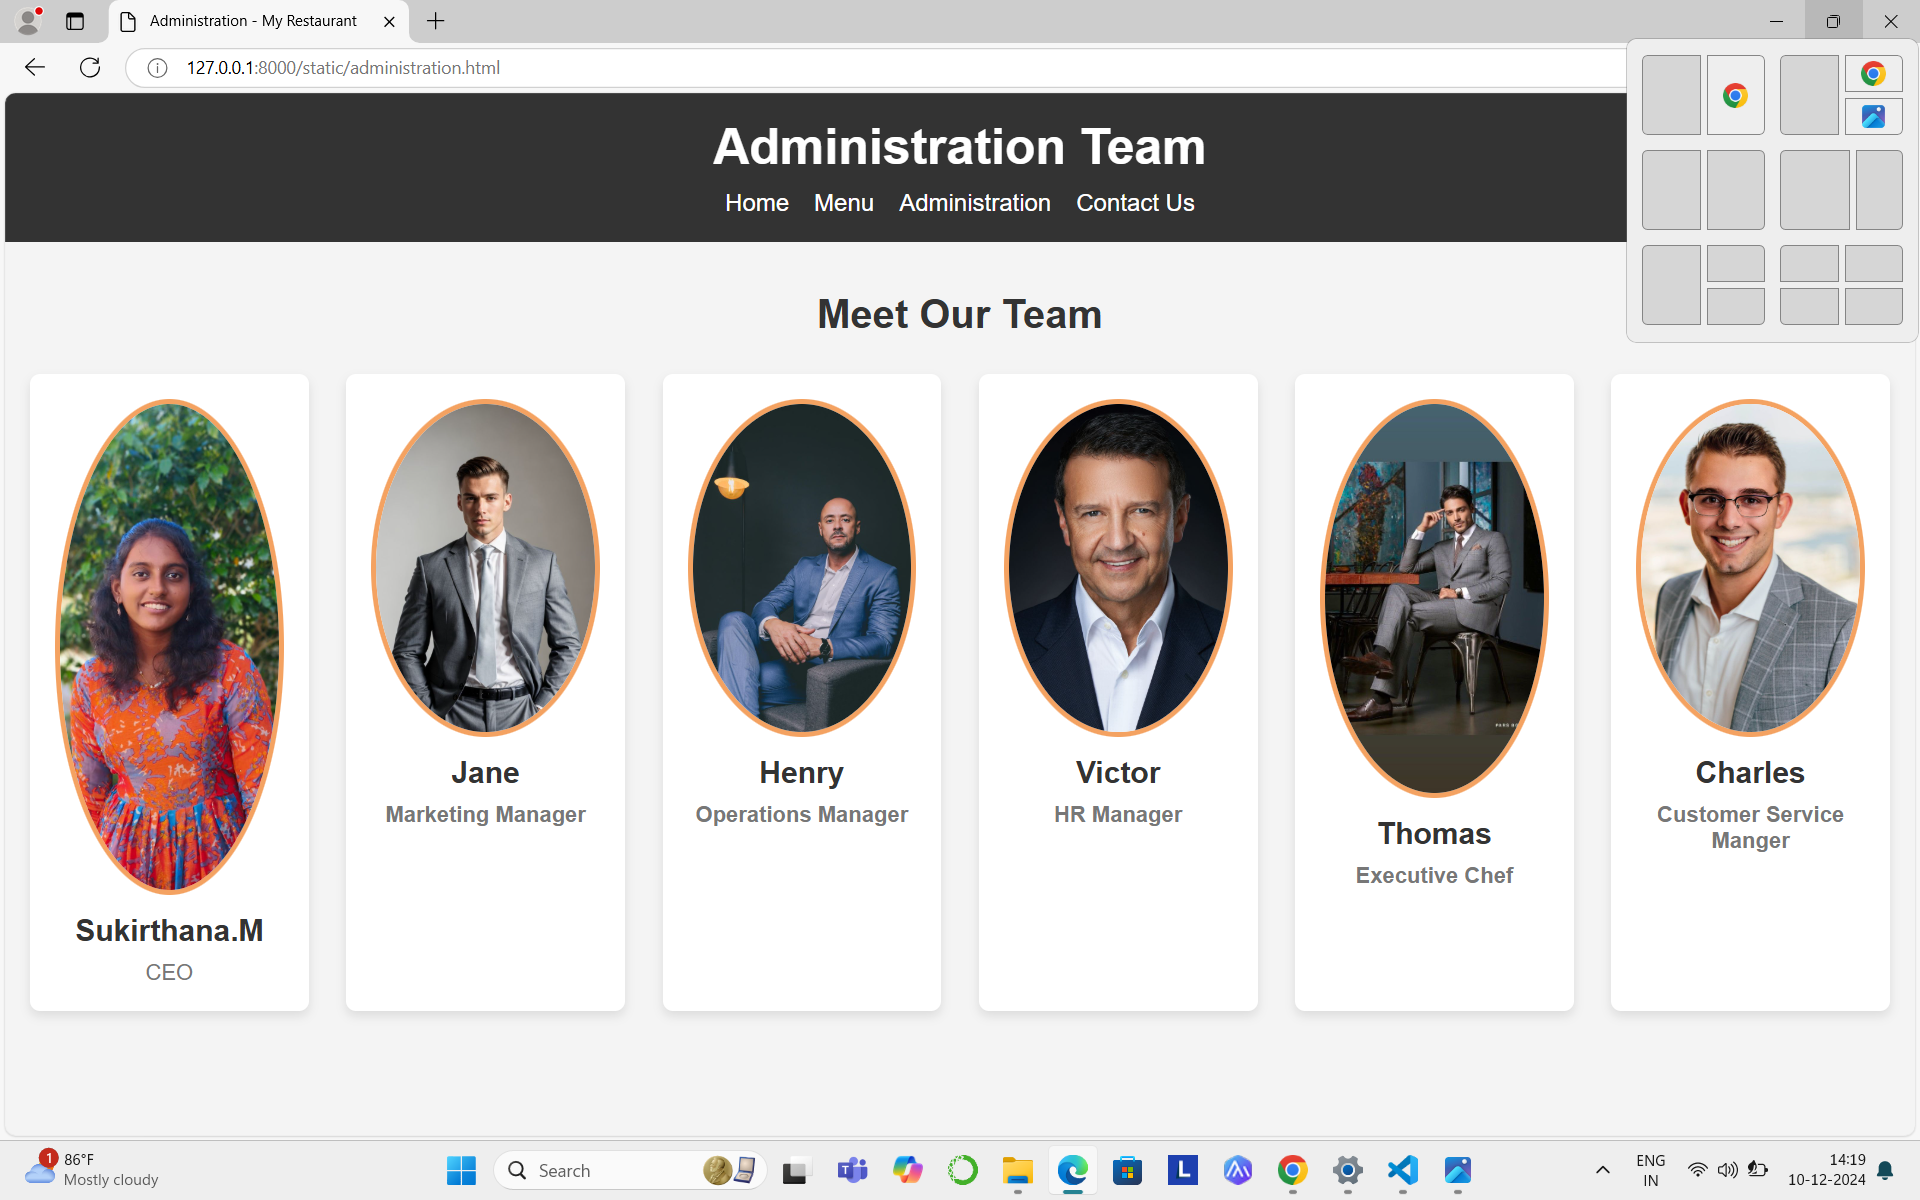 Administration - My Restaurant
127.0.0.1:8000/static/administration.html
Administration Team
Home Menu Administration Contact Us
Meet Our Team
Sukirthana.M
CEO
Jane
Marketing Manager
Henry
Operations Manager
Victor
HR Manager
Thomas
Executive Chef
Charles
Customer Service
Manger
1
86°F
Mostly cloudy
Search
L
ENG
IN
14:19
10-12-2024